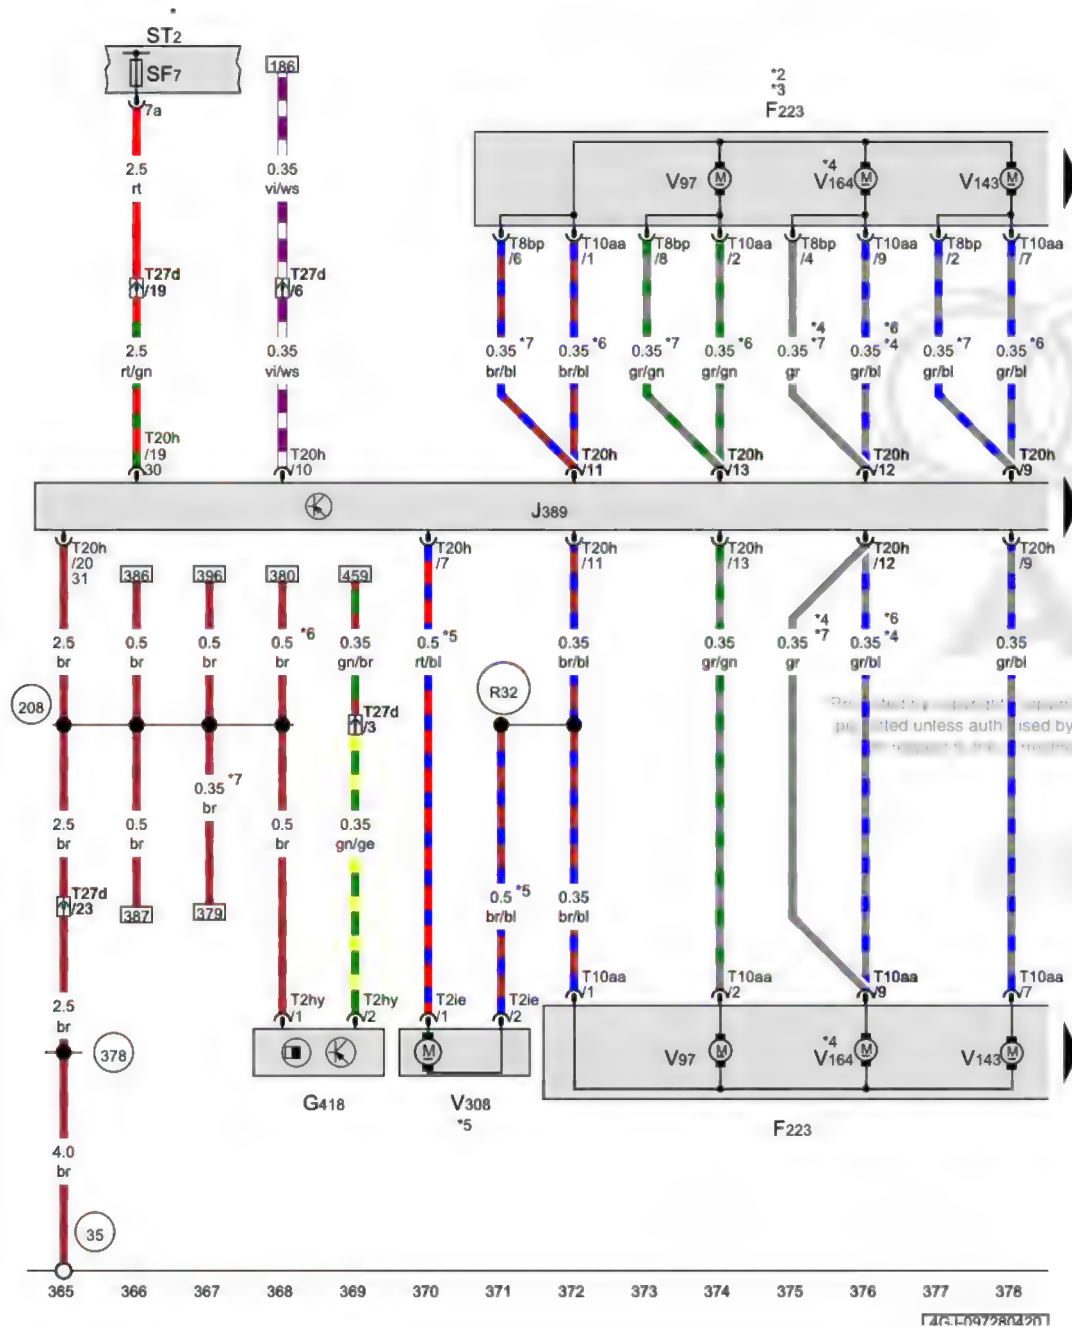 *
ST2
SF7
7a
186
*2
*3
F223
2.5
rt
0.35
vi/ws
V97
M
*4
V164
M
V143
M
T8bp
/6
T10aa
/1
T8bp
/8
T10aa
/2
T8bp
/4
T10aa
/9
T8bp
/2
T10aa
/7
T27d
/19
T27d
/6
2.5
rt/gn
0.35
vi/ws
0.35 *7
br/bl
0.35 *6
br/bl
0.35 *7
gr/gn
0.35 *6
gr/gn
*4
0.35 *7
gr
*6
0.35 *4
gr/bl
0.35 *7
gr/bl
0.35 *6
gr/bl
T20h
/19
30
T20h
/10
T20h
/11
T20h
/13
T20h
/12
T20h
/9
J389
T20h
/20
31
T20h
/7
T20h
/11
T20h
/13
T20h
/12
T20h
/9
386
396
380
459
2.5
br
0.5
br
0.5
br
0.5 *6
br
0.35
gn/br
0.5 *5
rt/bl
0.35
br/bl
0.35
gr/gn
*4
0.35 *7
gr
*6
0.35 *4
gr/bl
0.35
gr/bl
208
R32
T27d
/3
0.35 *7
br
2.5
br
0.5
br
0.5
br
0.35
gn/ge
T27d
/23
387
379
0.5 *5
br/bl
0.35
br/bl
2.5
br
T2hy
/1
T2hy
/2
T2ie
/1
T2ie
/2
T10aa
/1
T10aa
/2
T10aa
/9
T10aa
/7
378
M
V97
M
*4
V164
M
V143
M
G418
V308
*5
F223
4.0
br
35
365 366 367 368 369 370 371 372 373 374 375 376 377 378
4GJ-097280420